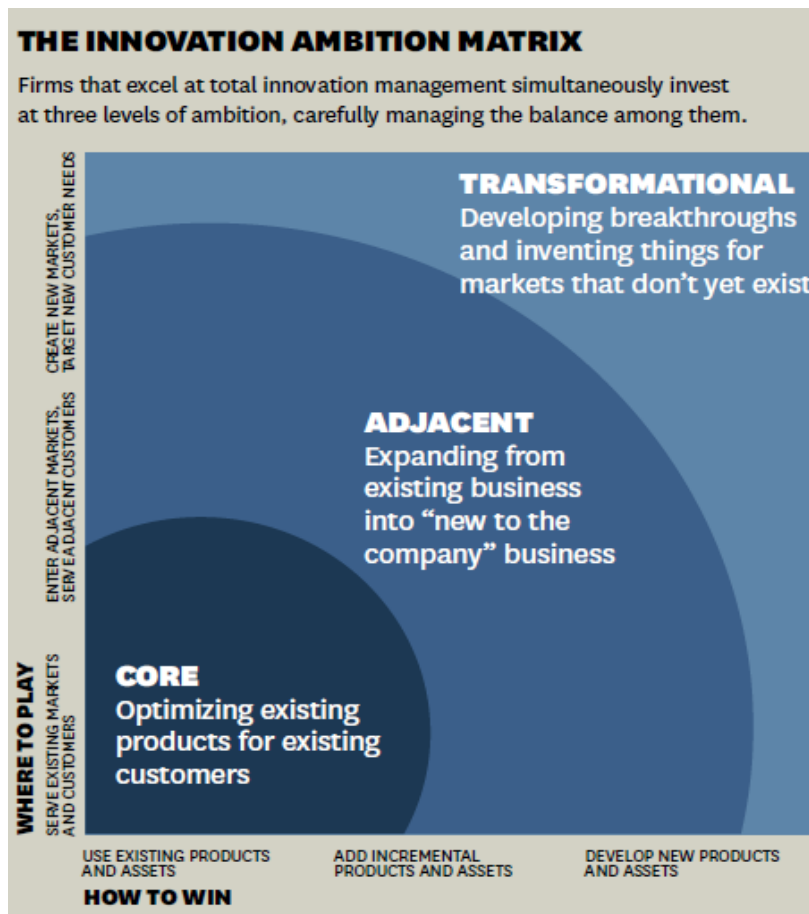 THE INNOVATION AMBITION MATRIX
Firms that excel at total innovation management simultaneously invest
at three levels of ambition, carefully managing the balance among them.
CREATE NEW MARKETS,
TARGET NEW CUSTOMER NEEDS
TRANSFORMATIONAL
Developing breakthroughs
and inventing things for
markets that don’t yet exist
ENTER ADJACENT MARKETS,
SERVE ADJACENT CUSTOMERS
ADJACENT
Expanding from
existing business
into “new to the
company” business
WHERE TO PLAY
SERVE EXISTING MARKETS
AND CUSTOMERS
CORE
Optimizing existing
products for existing
customers
USE EXISTING PRODUCTS
AND ASSETS
ADD INCREMENTAL
PRODUCTS AND ASSETS
DEVELOP NEW PRODUCTS
AND ASSETS
HOW TO WIN